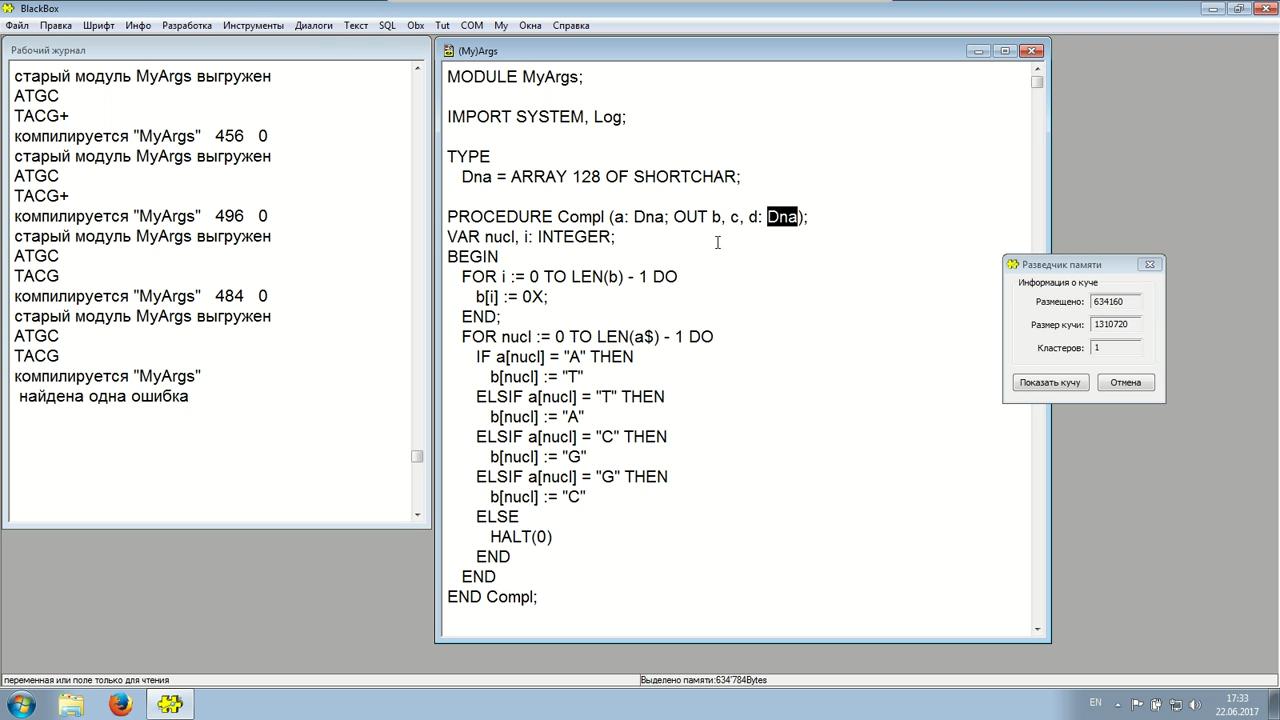 BlackBox
Файл Правка Шрифт Инфо Разработка Инструменты Диалоги Текст SQL Obx Tut COM My Окна Справка
Рабочий журнал
старый модуль MyArgs выгружен
ATGC
TACG+
компилируется "MyArgs" 456 0
старый модуль MyArgs выгружен
ATGC
TACG+
компилируется "MyArgs" 496 0
старый модуль MyArgs выгружен
ATGC
TACG
компилируется "MyArgs" 484 0
старый модуль MyArgs выгружен
ATGC
TACG
компилируется "MyArgs"
найдена одна ошибка
(My)Args
MODULE MyArgs;
IMPORT SYSTEM, Log;
TYPE
Dna = ARRAY 128 OF SHORTCHAR;
PROCEDURE Compl (a: Dna; OUT b, c, d: Dna);
VAR nucl, i: INTEGER;
BEGIN
FOR i := 0 TO LEN(b) - 1 DO
b[i] := 0X;
END;
FOR nucl := 0 TO LEN(a$) - 1 DO
IF a[nucl] = "A" THEN
b[nucl] := "T"
ELSIF a[nucl] = "T" THEN
b[nucl] := "A"
ELSIF a[nucl] = "C" THEN
b[nucl] := "G"
ELSIF a[nucl] = "G" THEN
b[nucl] := "C"
ELSE
HALT(0)
END
END
END Compl;
Разведчик памяти
Информация о куче
Размещено: 634160
Размер кучи: 1310720
Кластеров: 1
Показать кучу Отмена
переменная или поле только для чтения
Выделено памяти:634'784Bytes
EN
17:33
22.06.2017